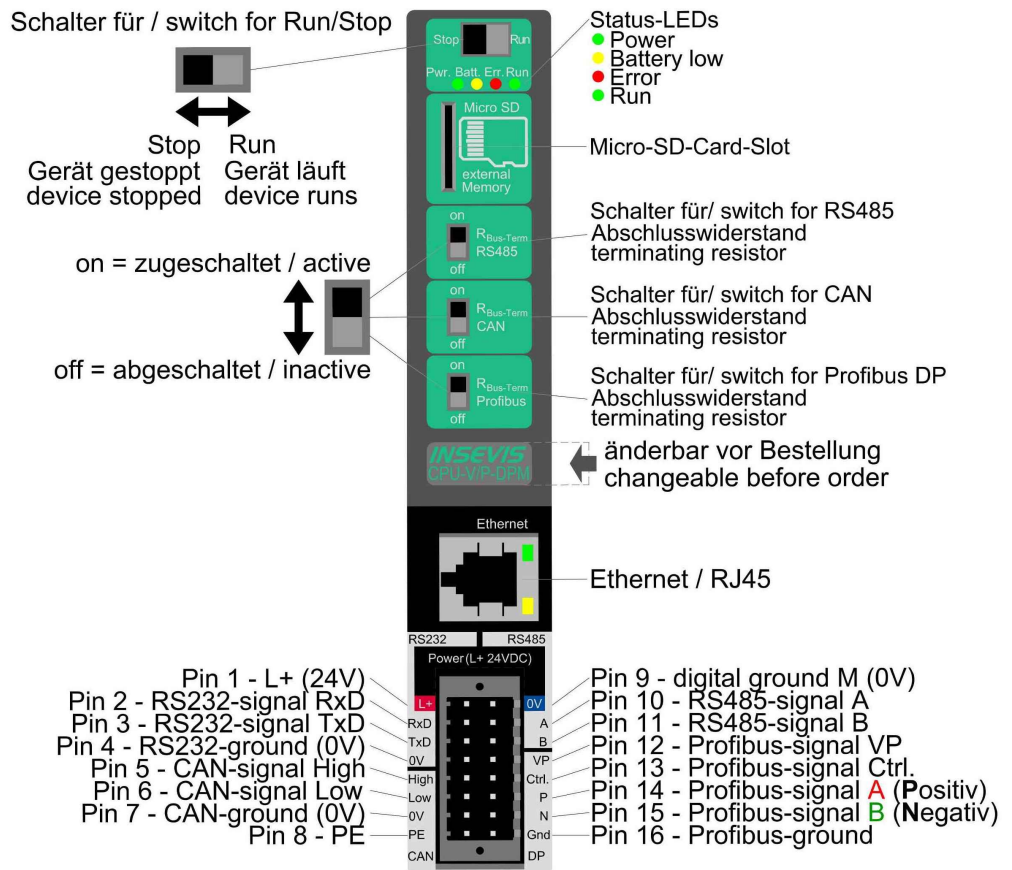 Schalter für / switch for Run/Stop
Stop Run
Gerät gestoppt Gerät läuft
device stopped device runs
Stop Run
Pwr. Batt. Err. Run
Status-LEDs
Power
Battery low
Error
Run
Micro SD
external
Memory
Micro-SD-Card-Slot
on
RBus-Term
RS485
off
Schalter für/ switch for RS485
Abschlusswiderstand
terminating resistor
on = zugeschaltet / active
off = abgeschaltet / inactive
on
RBus-Term
CAN
off
Schalter für/ switch for CAN
Abschlusswiderstand
terminating resistor
on
RBus-Term
Profibus
off
Schalter für/ switch for Profibus DP
Abschlusswiderstand
terminating resistor
INSEVIS
CPU-V/P-DPM
änderbar vor Bestellung
changeable before order
Ethernet
Ethernet / RJ45
RS232 RS485
Power(L+ 24VDC)
Pin 1 - L+ (24V)
Pin 2 - RS232-signal RxD
Pin 3 - RS232-signal TxD
Pin 4 - RS232-ground (0V)
Pin 5 - CAN-signal High
Pin 6 - CAN-signal Low
Pin 7 - CAN-ground (0V)
Pin 8 - PE
L+
RxD
TxD
0V
High
Low
0V
PE
CAN
0V
A
B
VP
Ctrl.
P
N
Gnd
DP
Pin 9 - digital ground M (0V)
Pin 10 - RS485-signal A
Pin 11 - RS485-signal B
Pin 12 - Profibus-signal VP
Pin 13 - Profibus-signal Ctrl.
Pin 14 - Profibus-signal A (Positiv)
Pin 15 - Profibus-signal B (Negativ)
Pin 16 - Profibus-ground